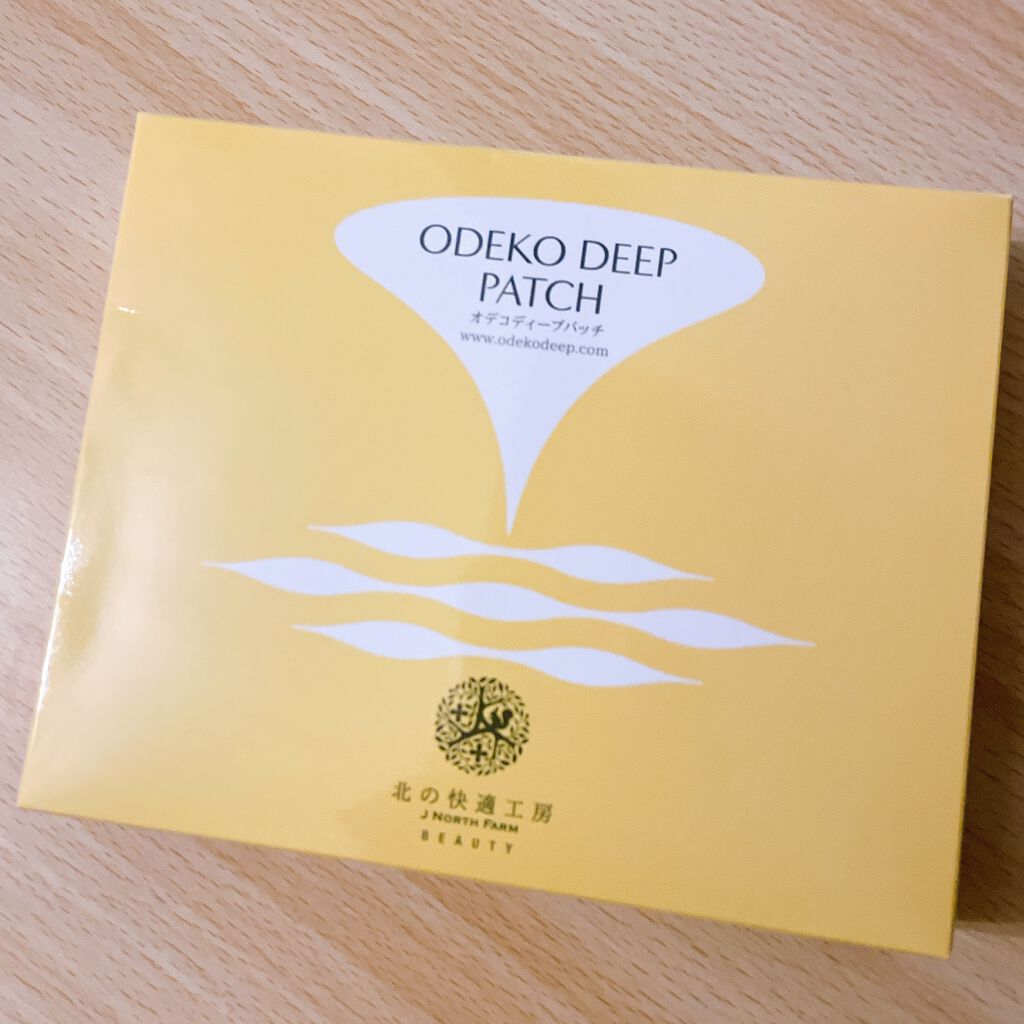 ODEKO DEEP
PATCH
オデコディープパッチ
www.odekodeep.com
北の快適工房
J NORTH FARM
BEAUTY